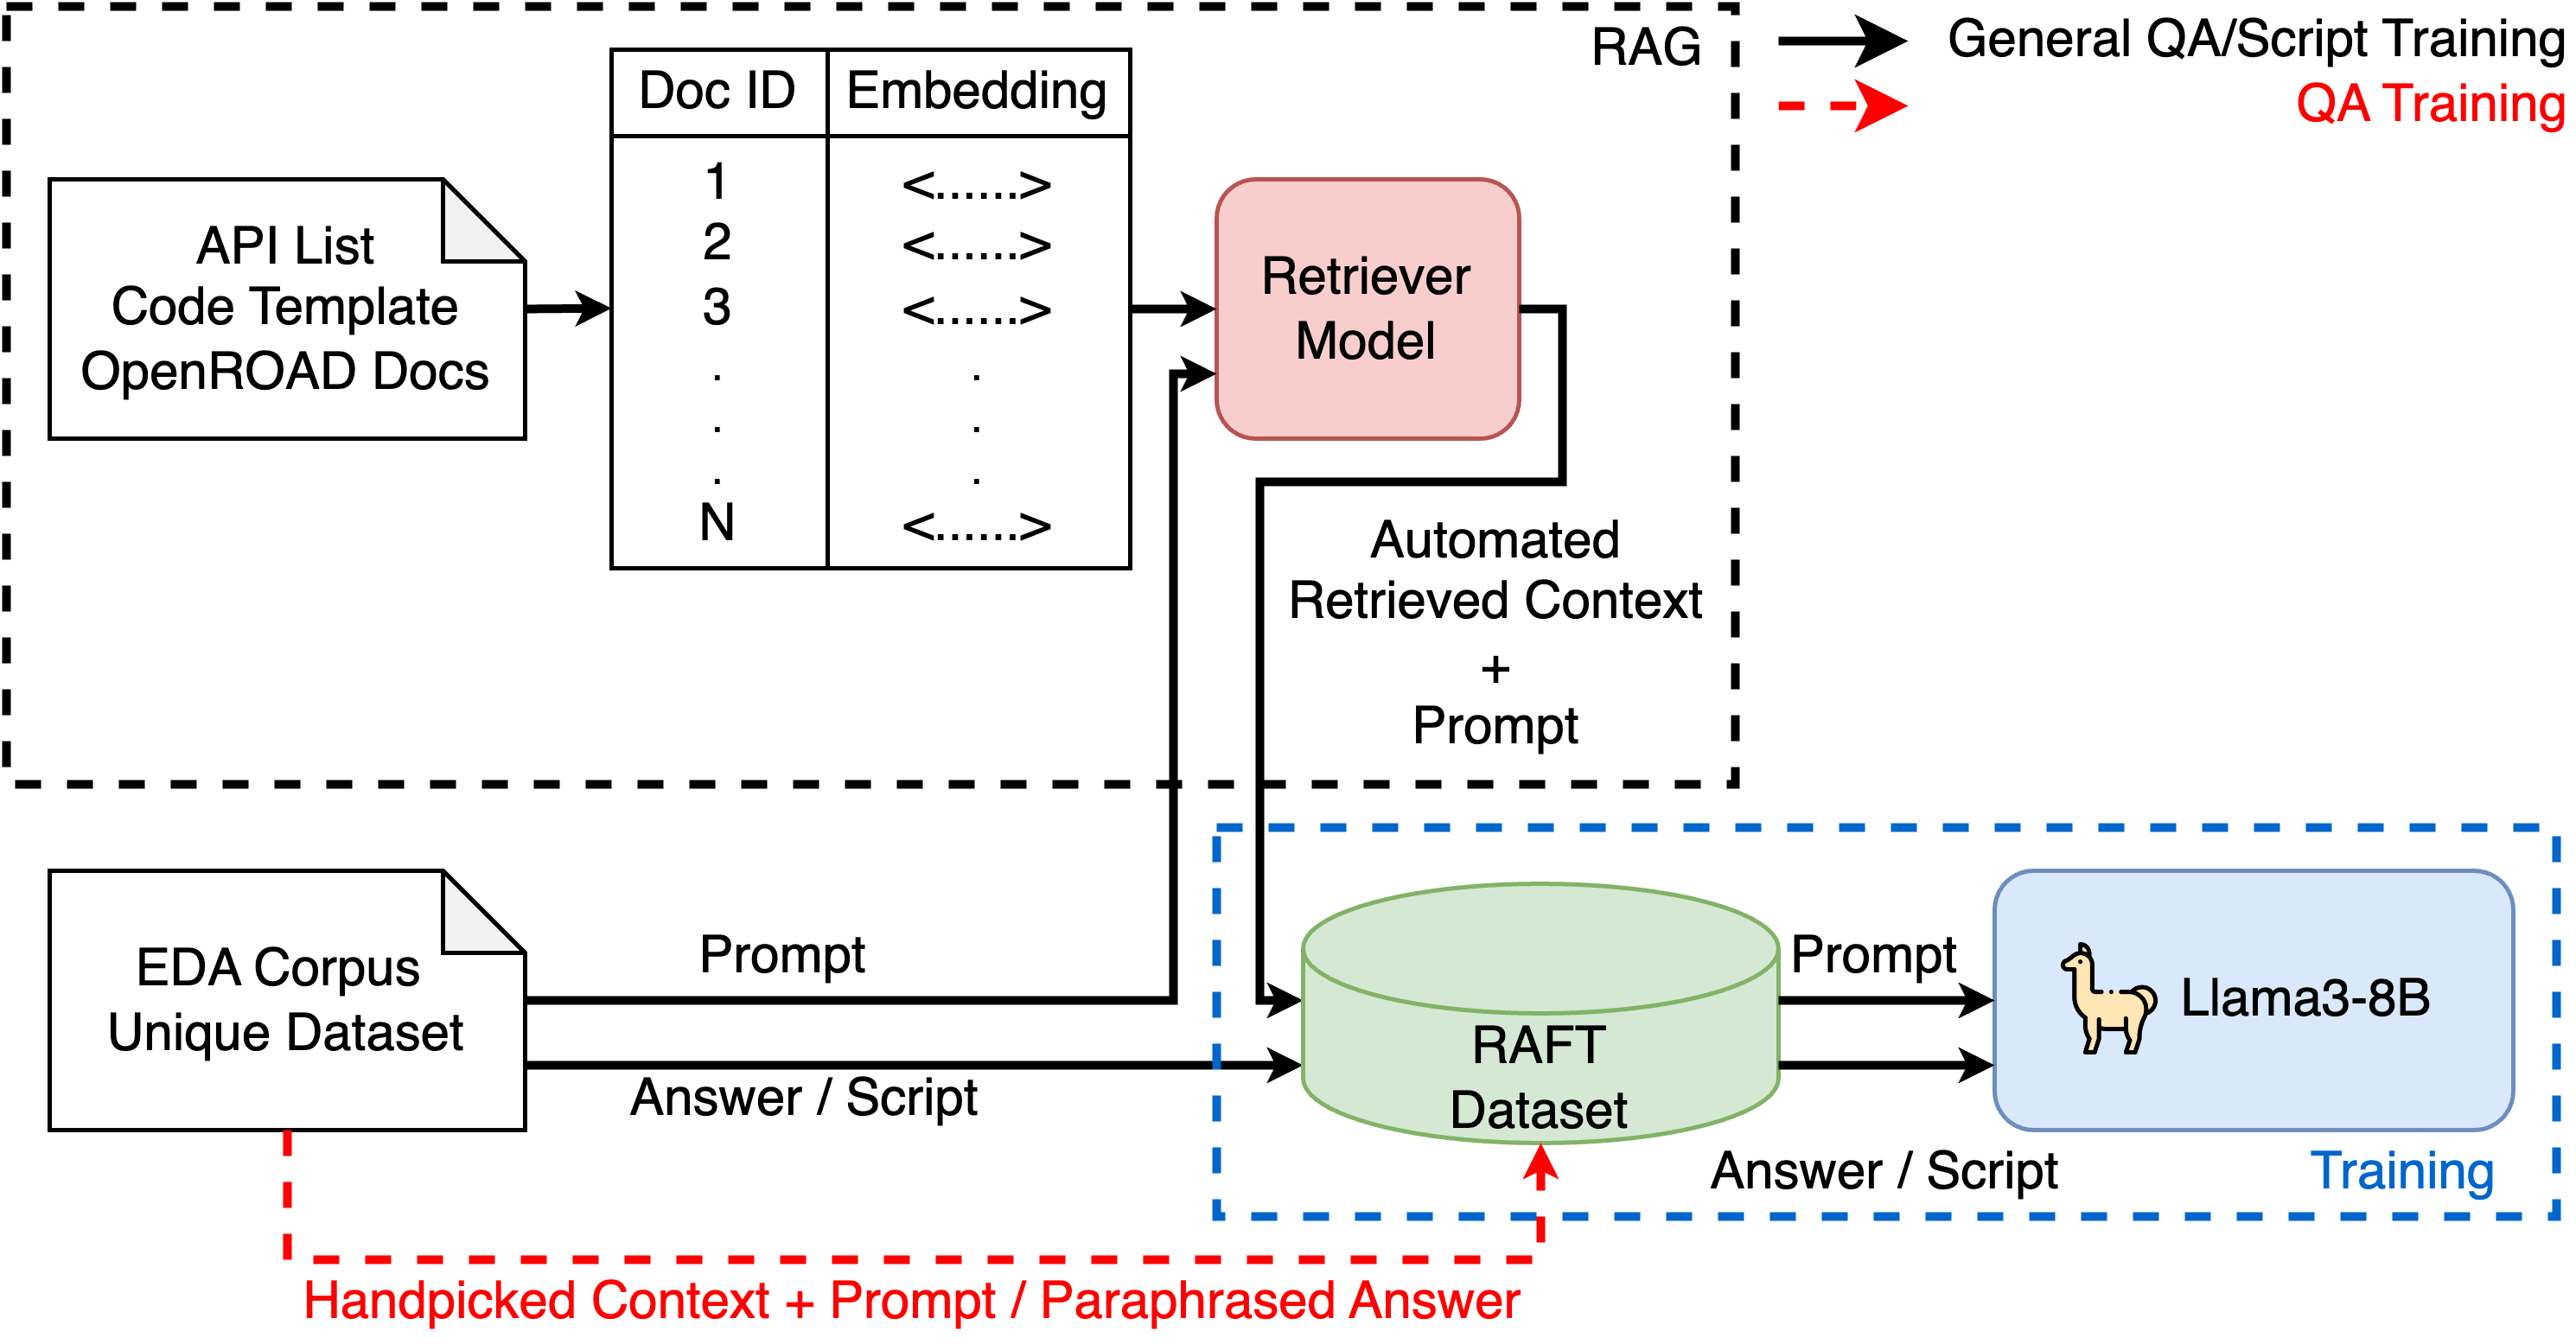 RAG
General QA/Script Training
QA Training
Doc ID Embedding
1 <......>
2 <......>
3 <......>
. .
. .
. .
N <......>
API List
Code Template
OpenROAD Docs
Retriever
Model
Automated
Retrieved Context
+
Prompt
EDA Corpus
Unique Dataset
Prompt
Answer / Script
RAFT
Dataset
Prompt
Answer / Script
Llama3-8B
Training
Handpicked Context + Prompt / Paraphrased Answer